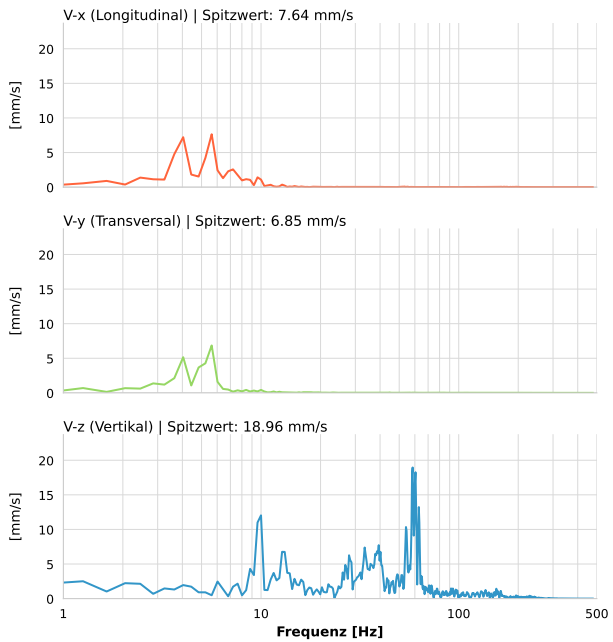 V-x (Longitudinal) | Spitzwert: 7.64 mm/s
20
15
10
5
0
[mm/s]
V-y (Transversal) | Spitzwert: 6.85 mm/s
20
15
10
5
0
[mm/s]
V-z (Vertikal) | Spitzwert: 18.96 mm/s
20
15
10
5
0
[mm/s]
1 10 100 500
Frequenz [Hz]